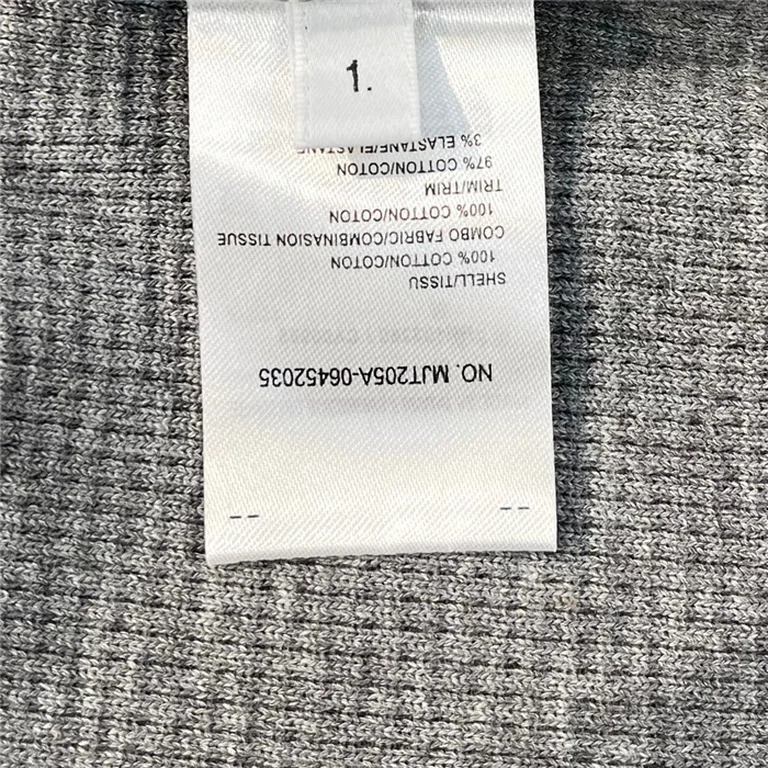 1.
NO. MJT205A-06452035
SHELL/TISSU
100% COTTON/COTON
COMBO FABRIC/COMBINASION TISSUE
100% COTTON/COTON
TRIM/TRIM
97% COTTON/COTON
3% ELASTANE/ELASTANE